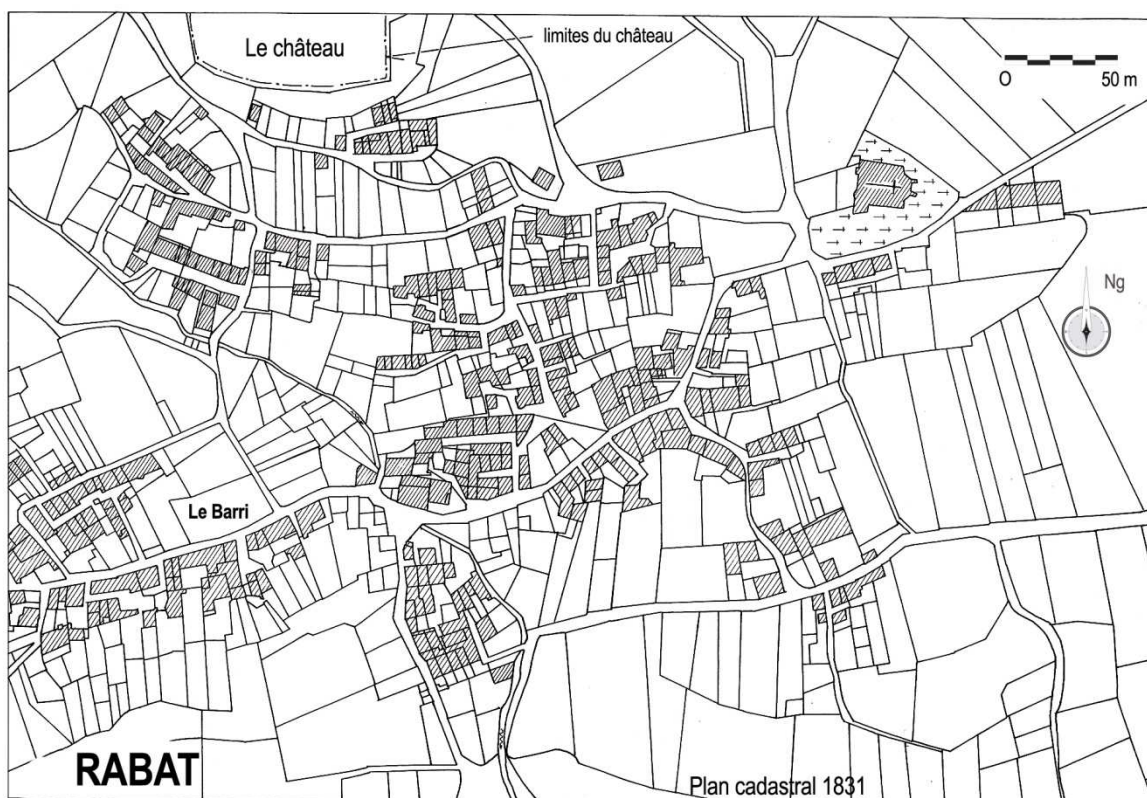 Le château
limites du château
O 50 m
Ng
Le Barri
RABAT
Plan cadastral 1831